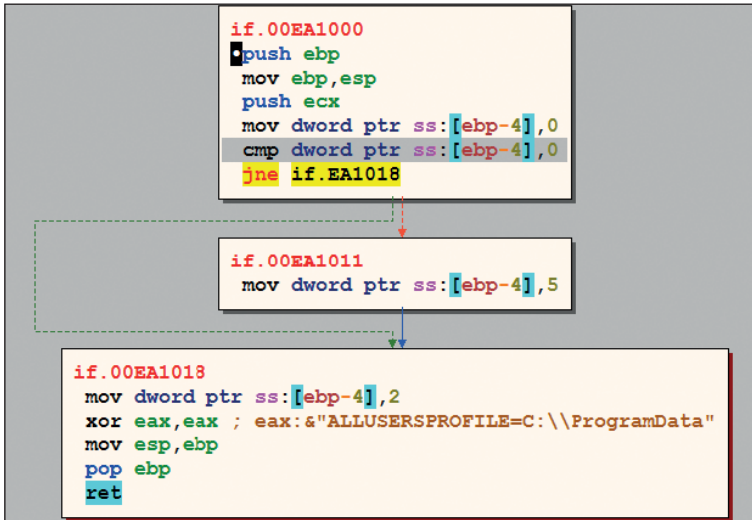 if.00EA1000
push ebp
mov ebp,esp
push ecx
mov dword ptr ss:[ebp-4],0
cmp dword ptr ss:[ebp-4],0
jne if.EA1018
if.00EA1011
mov dword ptr ss:[ebp-4],5
if.00EA1018
mov dword ptr ss:[ebp-4],2
xor eax,eax ; eax:&"ALLUSERSPROFILE=C:\\ProgramData"
mov esp,ebp
pop ebp
ret